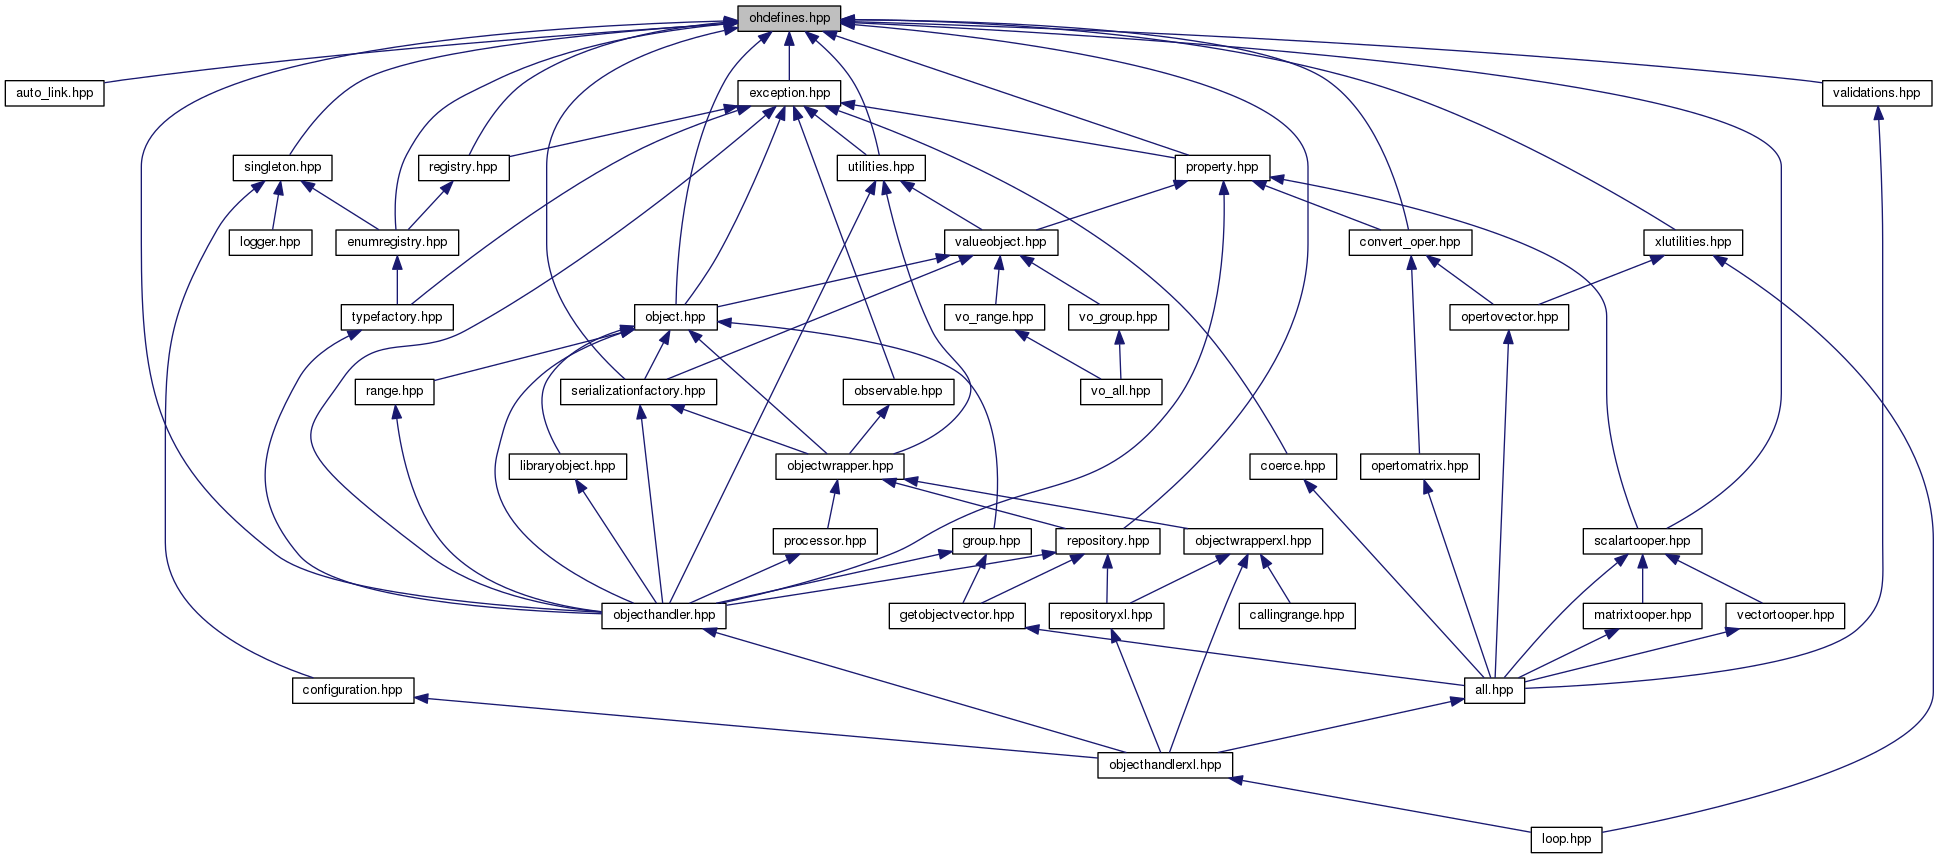 ohdefines.hpp
auto_link.hpp
exception.hpp
validations.hpp
singleton.hpp
registry.hpp
utilities.hpp
property.hpp
logger.hpp
enumregistry.hpp
valueobject.hpp
convert_oper.hpp
xlutilities.hpp
typefactory.hpp
object.hpp
vo_range.hpp
vo_group.hpp
opertovector.hpp
range.hpp
serializationfactory.hpp
observable.hpp
vo_all.hpp
libraryobject.hpp
objectwrapper.hpp
coerce.hpp
opertomatrix.hpp
processor.hpp
group.hpp
repository.hpp
objectwrapperxl.hpp
scalartooper.hpp
objecthandler.hpp
getobjectvector.hpp
repositoryxl.hpp
callingrange.hpp
matrixtooper.hpp
vectortooper.hpp
configuration.hpp
all.hpp
objecthandlerxl.hpp
loop.hpp